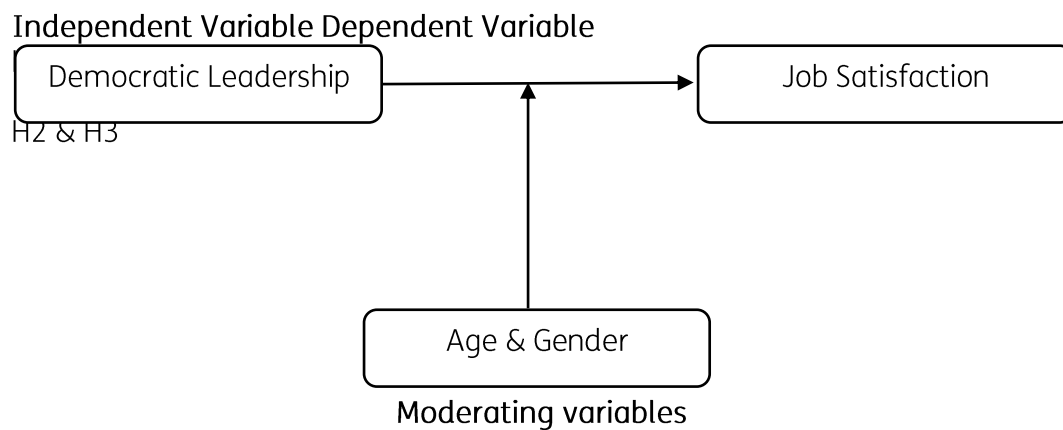 Independent Variable Dependent Variable
Democratic Leadership
Job Satisfaction
H2 & H3
Age & Gender
Moderating variables